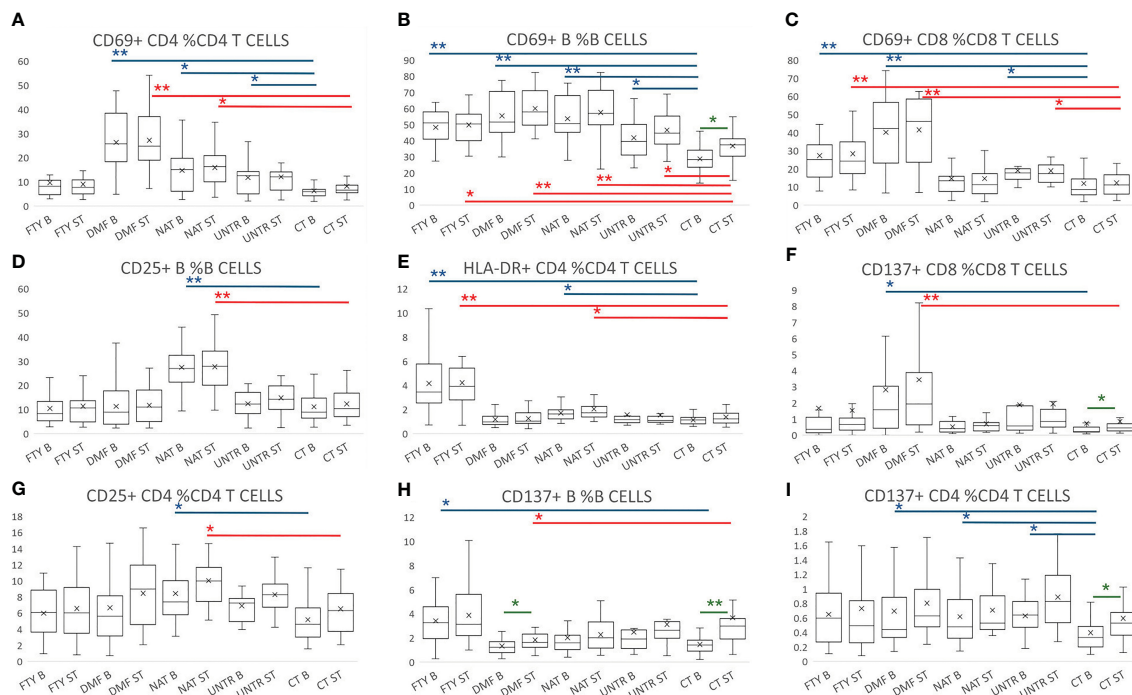 A
CD69+ CD4 %CD4 T CELLS
60
50
40
30
20
10
0
**
*
*
**
*
FTY B
FTY ST
DMF B
DMF ST
NAT B
NAT ST
UNTR B
UNTR ST
CT B
CT ST
B
CD69+ B %B CELLS
90
80
70
60
50
40
30
20
10
0
**
**
**
*
*
*
**
**
*
FTY B
FTY ST
DMF B
DMF ST
NAT B
NAT ST
UNTR B
UNTR ST
CT B
CT ST
C
CD69+ CD8 %CD8 T CELLS
80
70
60
50
40
30
20
10
0
**
**
*
**
**
*
FTY B
FTY ST
DMF B
DMF ST
NAT B
NAT ST
UNTR B
UNTR ST
CT B
CT ST
D
CD25+ B %B CELLS
60
50
40
30
20
10
0
**
**
FTY B
FTY ST
DMF B
DMF ST
NAT B
NAT ST
UNTR B
UNTR ST
CT B
CT ST
E
HLA-DR+ CD4 %CD4 T CELLS
12
10
8
6
4
2
0
**
*
**
*
FTY B
FTY ST
DMF B
DMF ST
NAT B
NAT ST
UNTR B
UNTR ST
CT B
CT ST
F
CD137+ CD8 %CD8 T CELLS
9
8
7
6
5
4
3
2
1
0
*
**
*
FTY B
FTY ST
DMF B
DMF ST
NAT B
NAT ST
UNTR B
UNTR ST
CT B
CT ST
G
CD25+ CD4 %CD4 T CELLS
18
16
14
12
10
8
6
4
2
0
*
*
FTY B
FTY ST
DMF B
DMF ST
NAT B
NAT ST
UNTR B
UNTR ST
CT B
CT ST
H
CD137+ B %B CELLS
12
10
8
6
4
2
0
*
*
*
**
FTY B
FTY ST
DMF B
DMF ST
NAT B
NAT ST
UNTR B
UNTR ST
CT B
CT ST
I
CD137+ CD4 %CD4 T CELLS
2
1.8
1.6
1.4
1.2
1
0.8
0.6
0.4
0.2
0
*
*
*
*
FTY B
FTY ST
DMF B
DMF ST
NAT B
NAT ST
UNTR B
UNTR ST
CT B
CT ST